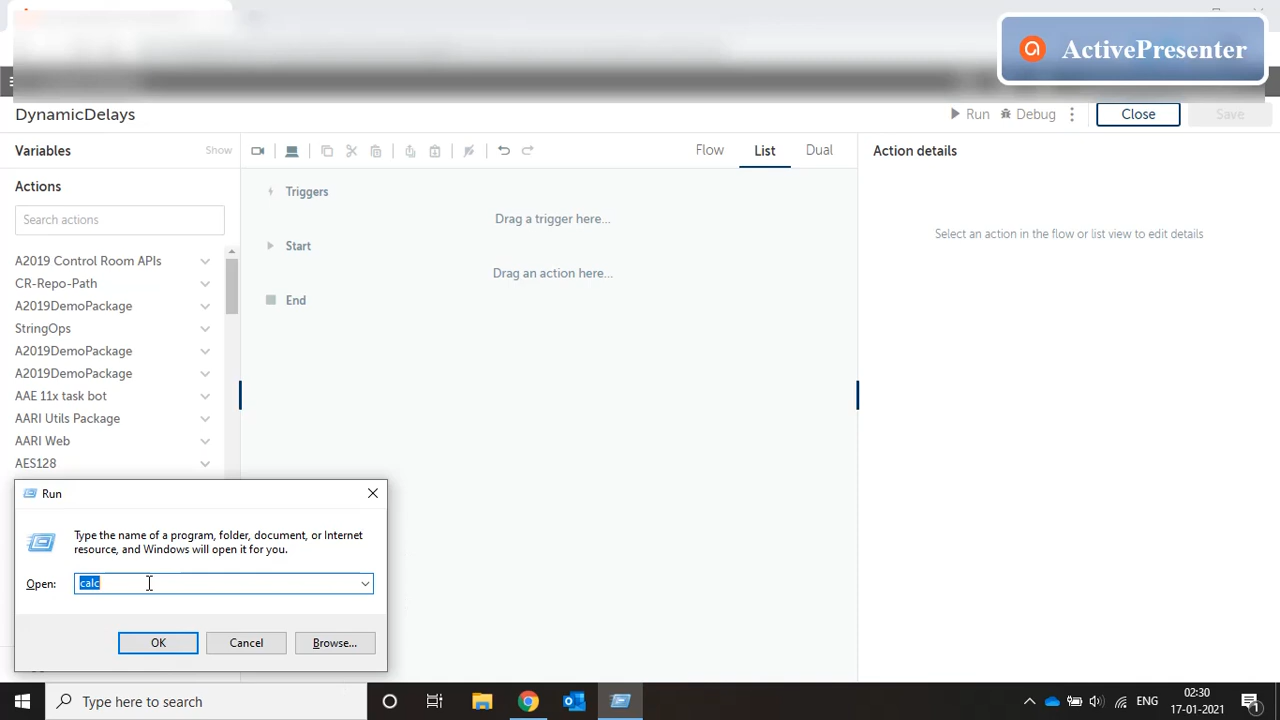 ActivePresenter
DynamicDelays
Run
Debug
Close
Save
Variables
Show
Flow
List
Dual
Action details
Actions
Search actions
Triggers
Drag a trigger here...
Start
Drag an action here...
End
Select an action in the flow or list view to edit details
A2019 Control Room APIs
CR-Repo-Path
A2019DemoPackage
StringOps
A2019DemoPackage
A2019DemoPackage
AAE 11x task bot
AARI Utils Package
AARI Web
AES128
Run
Type the name of a program, folder, document, or Internet
resource, and Windows will open it for you.
Open:
calc
OK
Cancel
Browse...
Type here to search
ENG
02:30
17-01-2021
1